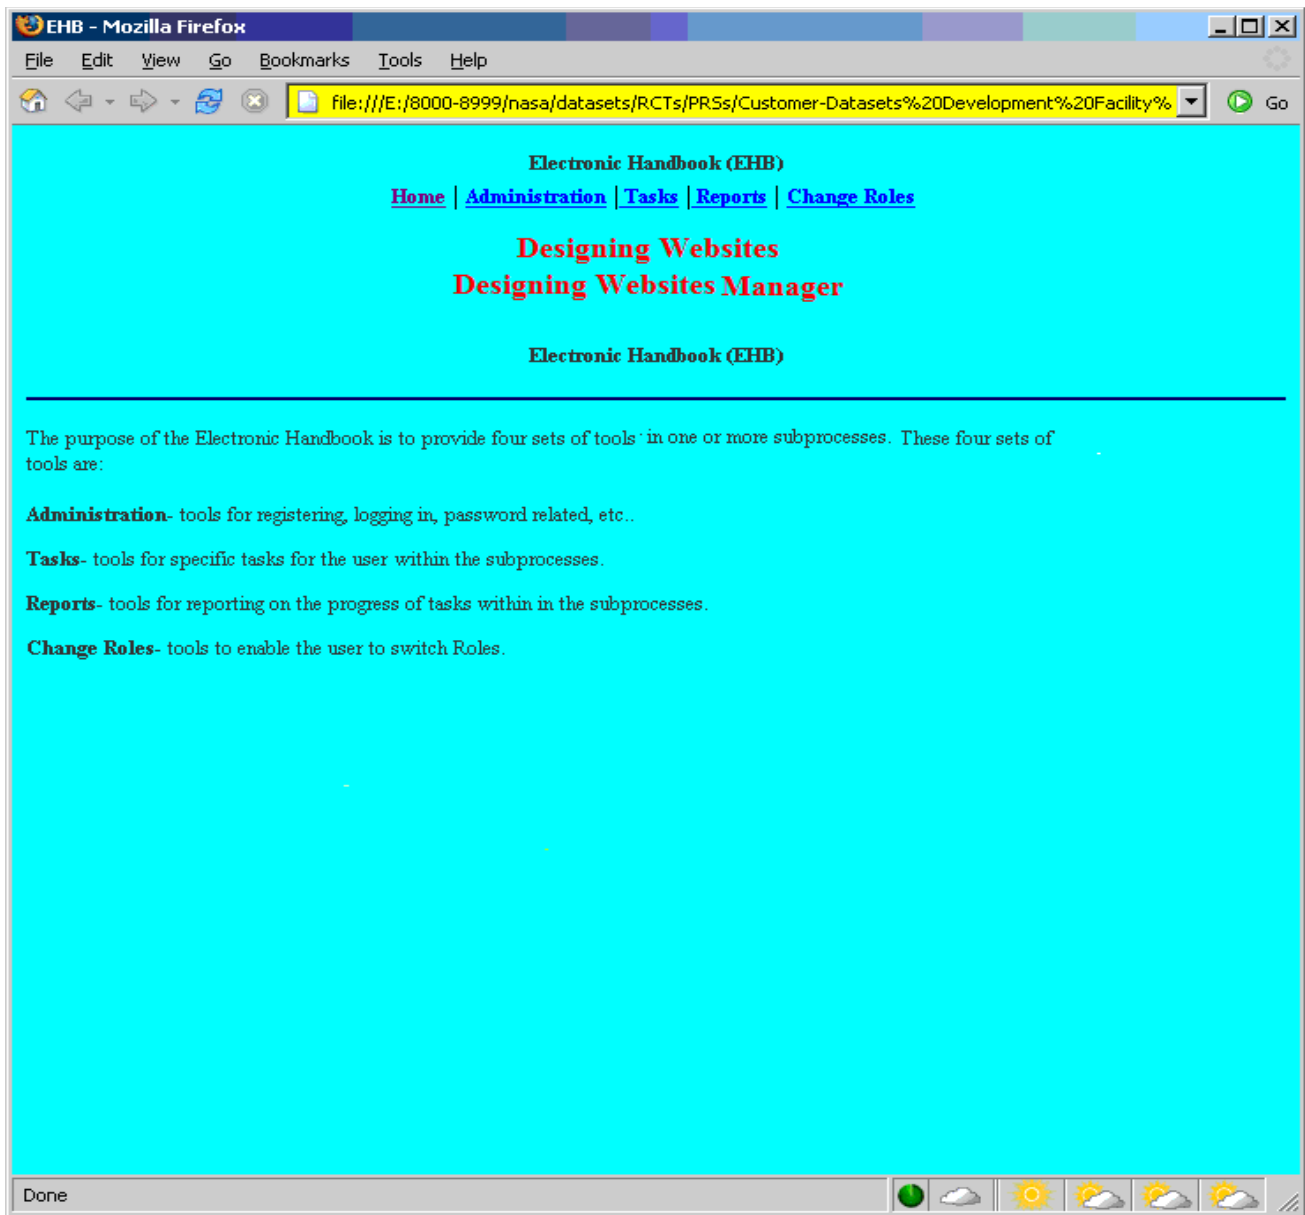 EHB - Mozilla Firefox
File Edit View Go Bookmarks Tools Help
file:///E:/8000-8999/nasa/datasets/RCTs/PRSs/Customer-Datasets%20Development%20Facility% Go
Electronic Handbook (EHB)
Home | Administration | Tasks | Reports | Change Roles
Designing Websites
Designing Websites Manager
Electronic Handbook (EHB)
The purpose of the Electronic Handbook is to provide four sets of tools in one or more subprocesses. These four sets of
tools are:
Administration- tools for registering, logging in, password related, etc..
Tasks- tools for specific tasks for the user within the subprocesses.
Reports- tools for reporting on the progress of tasks within in the subprocesses.
Change Roles- tools to enable the user to switch Roles.
Done